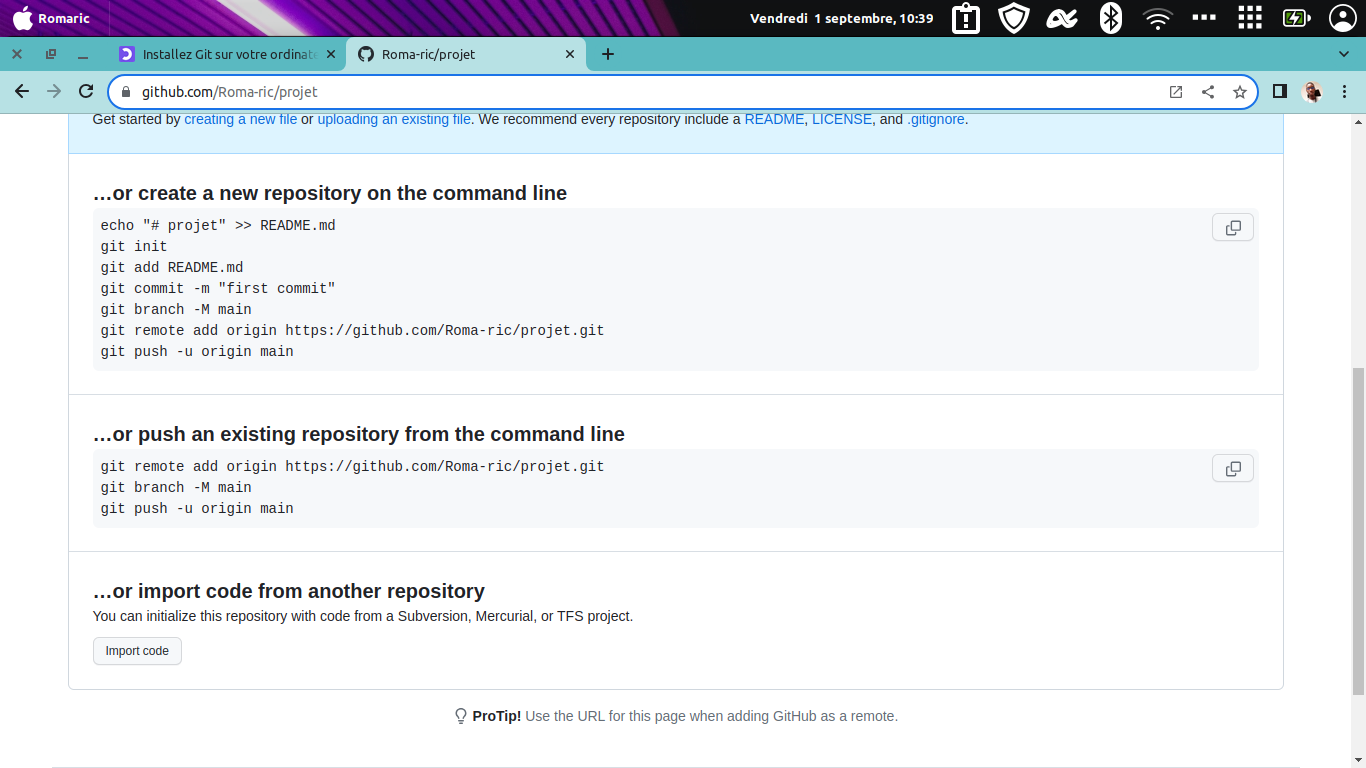 Romaric
Vendredi 1 septembre, 10:39
Installez Git sur votre ordinate
Roma-ric/projet
github.com/Roma-ric/projet
Get started by creating a new file or uploading an existing file. We recommend every repository include a README, LICENSE, and .gitignore.
…or create a new repository on the command line
echo "# projet" >> README.md
git init
git add README.md
git commit -m "first commit"
git branch -M main
git remote add origin https://github.com/Roma-ric/projet.git
git push -u origin main
…or push an existing repository from the command line
git remote add origin https://github.com/Roma-ric/projet.git
git branch -M main
git push -u origin main
…or import code from another repository
You can initialize this repository with code from a Subversion, Mercurial, or TFS project.
Import code
ProTip! Use the URL for this page when adding GitHub as a remote.